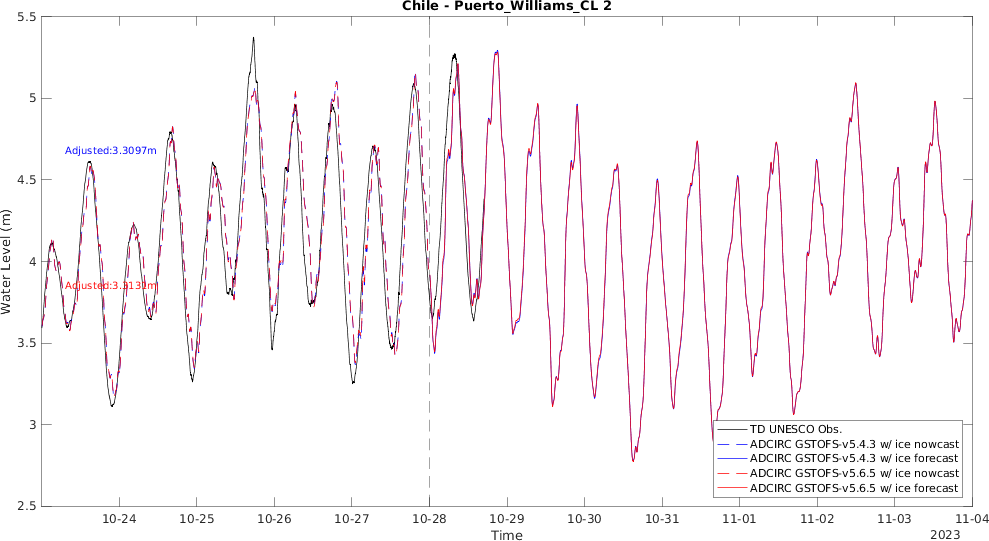 Chile - Puerto_Williams_CL 2
Water Level (m)
5.5
5
4.5
4
3.5
3
2.5
Adjusted:3.3097m
Adjusted:3.3131m
TD UNESCO Obs.
ADCIRC GSTOFS-v5.4.3 w/ ice nowcast
ADCIRC GSTOFS-v5.4.3 w/ ice forecast
ADCIRC GSTOFS-v5.6.5 w/ ice nowcast
ADCIRC GSTOFS-v5.6.5 w/ ice forecast
10-24 10-25 10-26 10-27 10-28 10-29 10-30 10-31 11-01 11-02 11-03 11-04
Time
2023